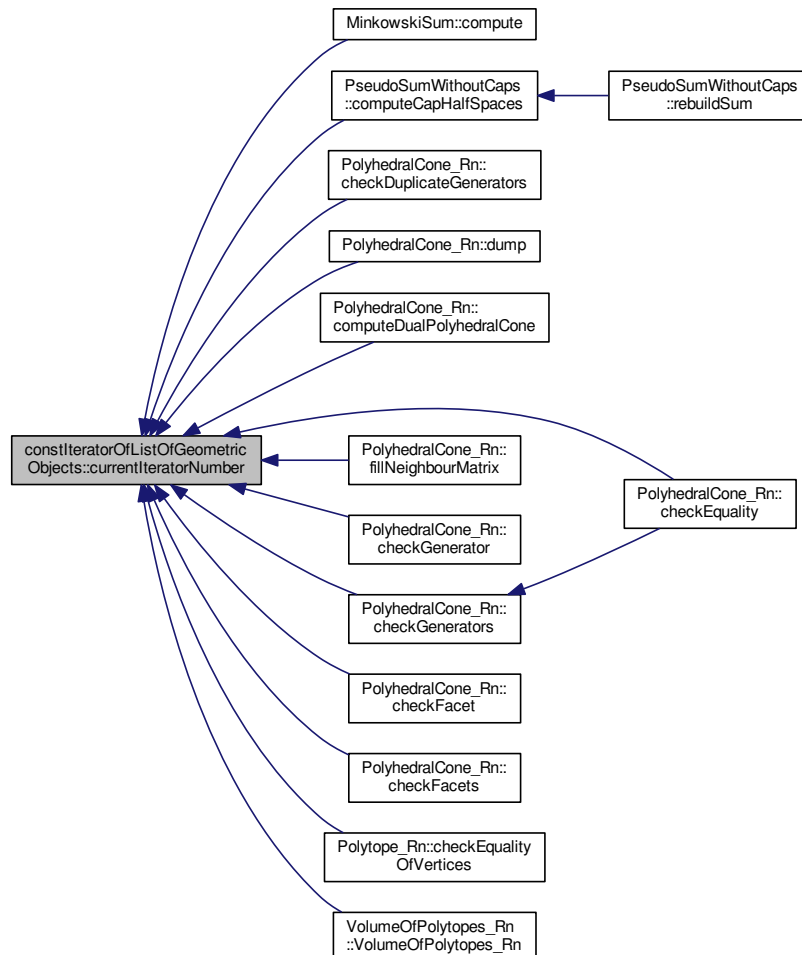 MinkowskiSum::compute
PseudoSumWithoutCaps
::computeCapHalfSpaces
PseudoSumWithoutCaps
::rebuildSum
PolyhedralCone_Rn::
checkDuplicateGenerators
PolyhedralCone_Rn::dump
PolyhedralCone_Rn::
computeDualPolyhedralCone
constIteratorOfListOfGeometric
Objects::currentIteratorNumber
PolyhedralCone_Rn::
fillNeighbourMatrix
PolyhedralCone_Rn::
checkEquality
PolyhedralCone_Rn::
checkGenerator
PolyhedralCone_Rn::
checkGenerators
PolyhedralCone_Rn::
checkFacet
PolyhedralCone_Rn::
checkFacets
Polytope_Rn::checkEquality
OfVertices
VolumeOfPolytopes_Rn
::VolumeOfPolytopes_Rn